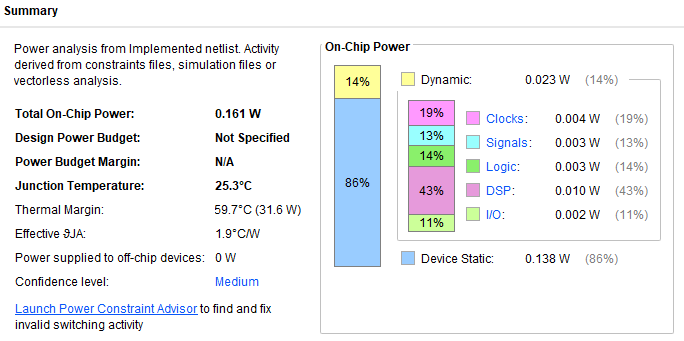 Summary
Power analysis from Implemented netlist. Activity
derived from constraints files, simulation files or
vectorless analysis.
Total On-Chip Power: 0.161 W
Design Power Budget: Not Specified
Power Budget Margin: N/A
Junction Temperature: 25.3°C
Thermal Margin: 59.7°C (31.6 W)
Effective ϑJA: 1.9°C/W
Power supplied to off-chip devices: 0 W
Confidence level: Medium
Launch Power Constraint Advisor to find and fix
invalid switching activity
On-Chip Power
14%
86%
Dynamic: 0.023 W (14%)
19%
13%
14%
43%
11%
Clocks: 0.004 W (19%)
Signals: 0.003 W (13%)
Logic: 0.003 W (14%)
DSP: 0.010 W (43%)
I/O: 0.002 W (11%)
Device Static: 0.138 W (86%)